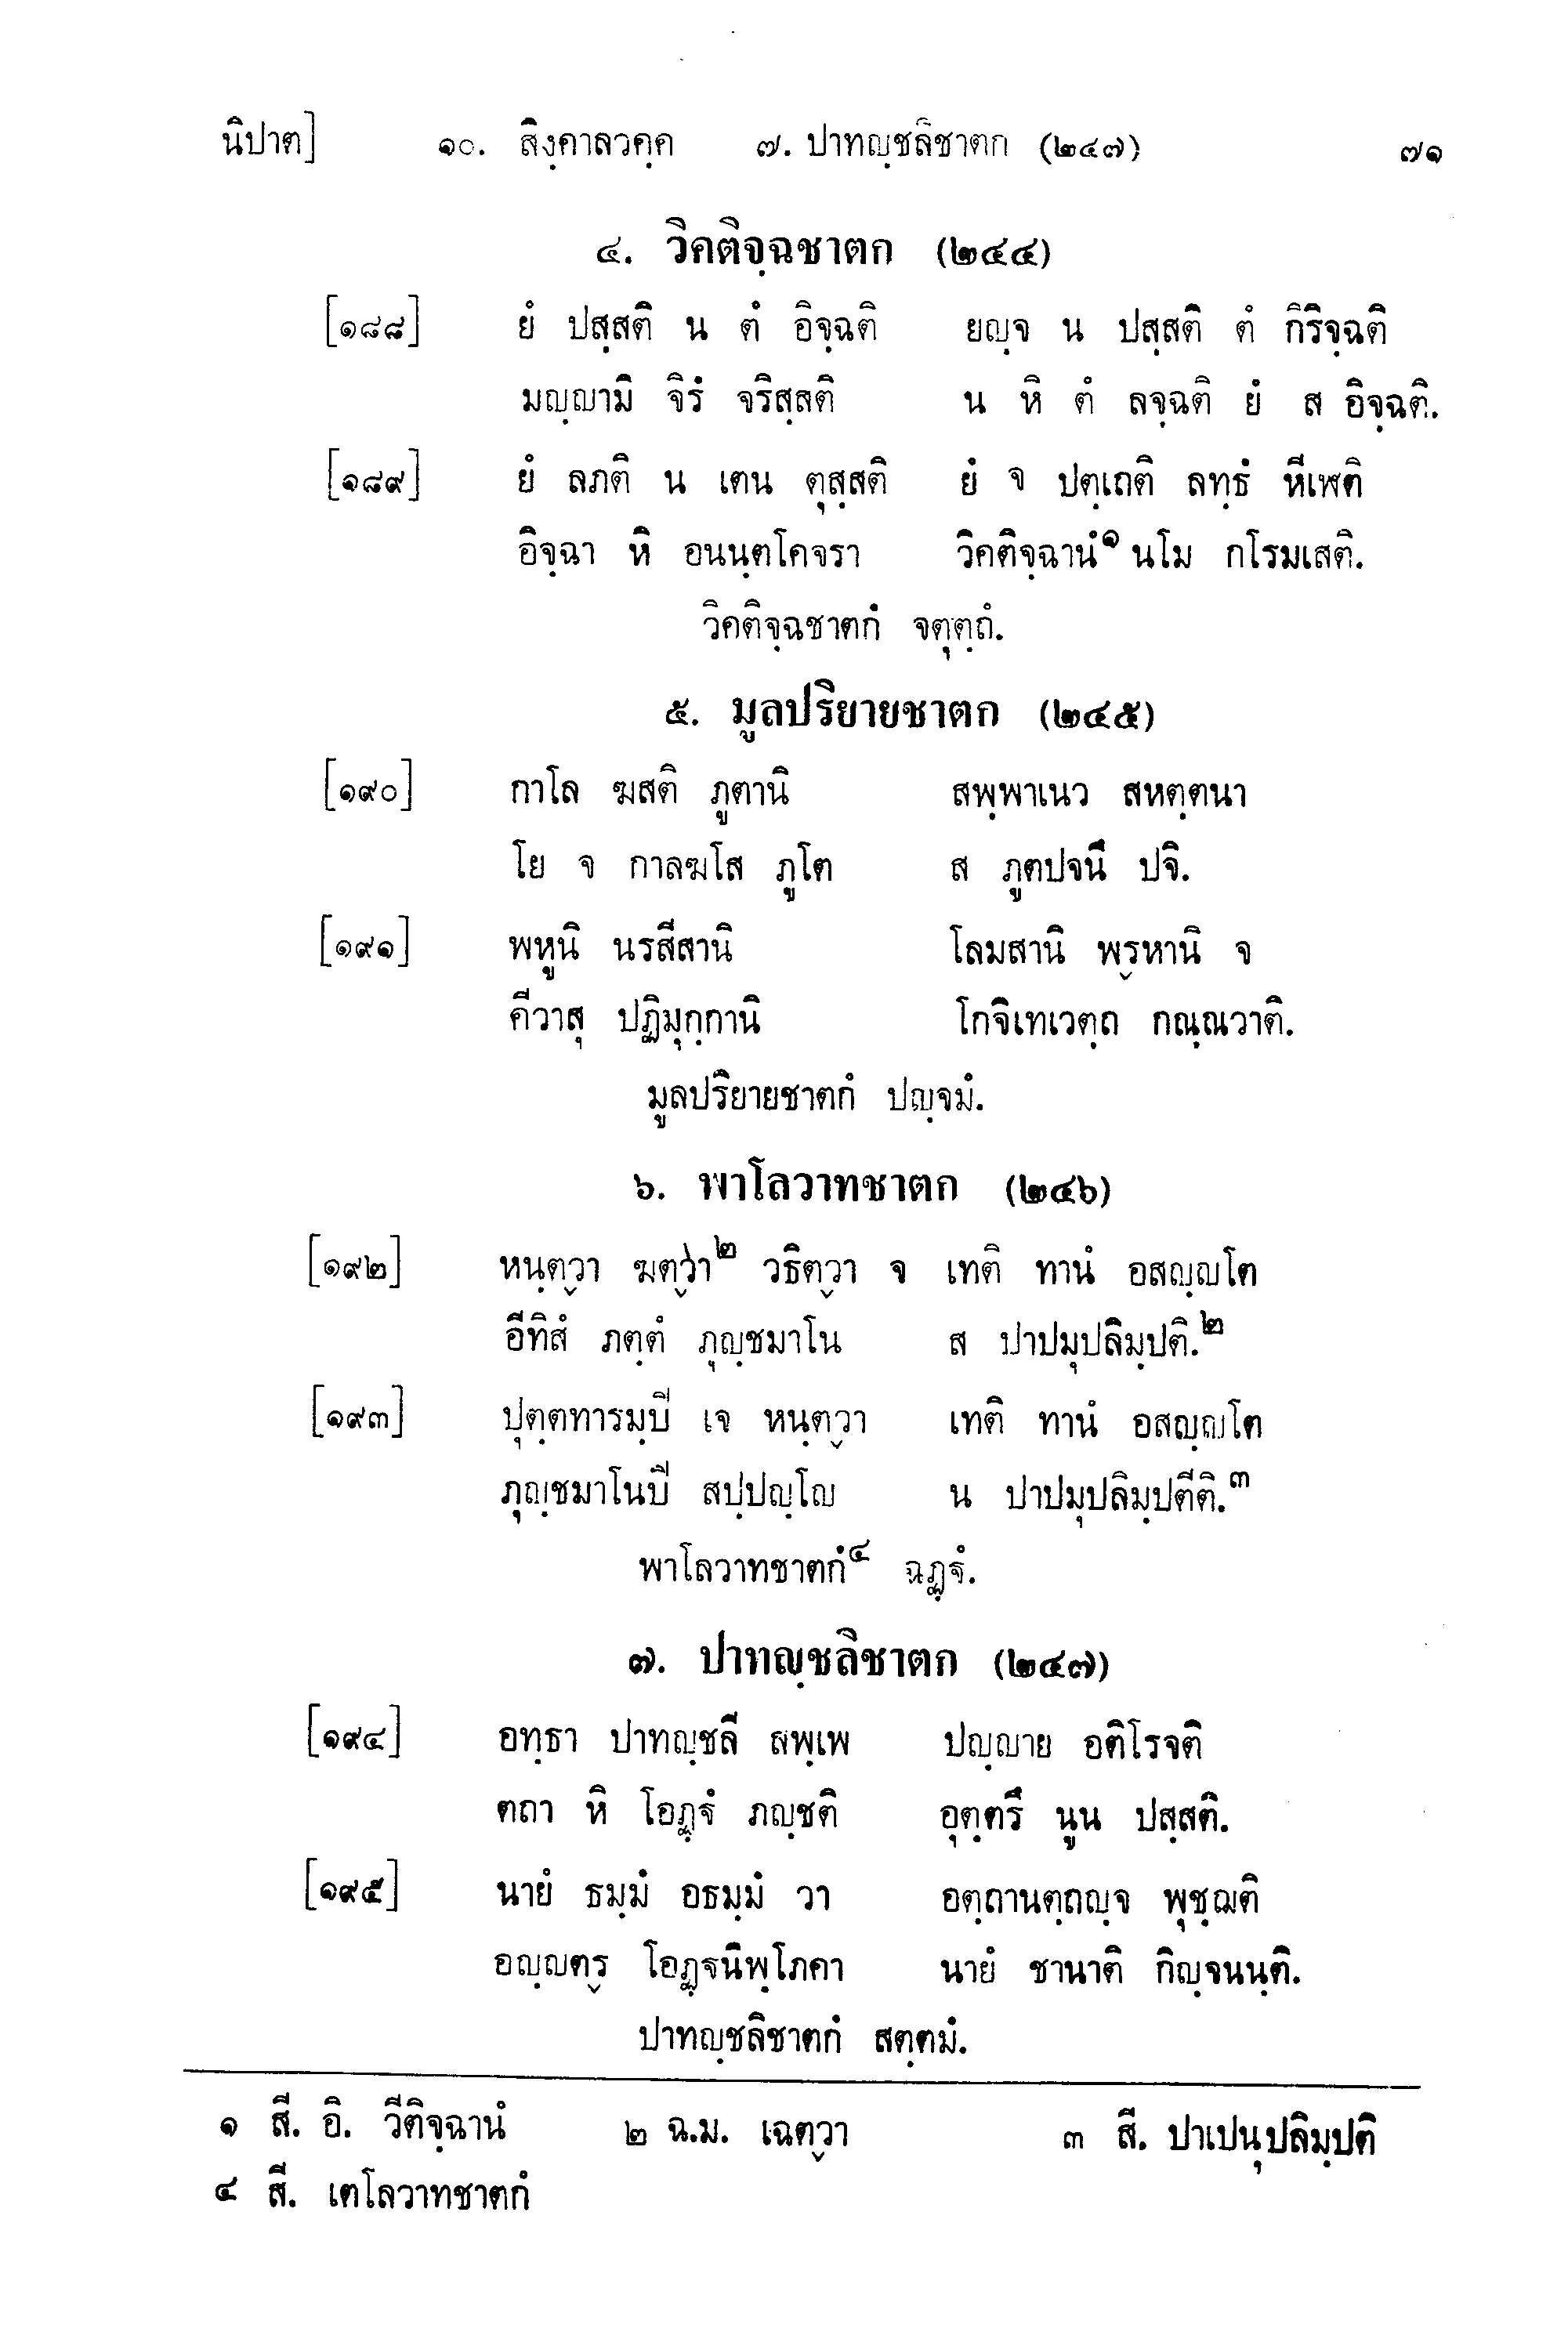 นิปาต] ๑๐. สิงฺคาลวคฺค ๗. ปาทญฺชลิชาตก (๒๔๗) ๗๑
๔. วิคติจฺฉชาตก (๒๔๔)
[๑๘๘] ยํ ปสฺสติ น ตํ อิจฺฉติ ยญฺจ น ปสฺสติ ตํ กิริจฺฉติ
มญฺญามิ จิรํ จริสฺสติ น หิ ตํ ลจฺฉติ ยํ ส อิจฺฉติ.
[๑๘๙] ยํ ลภติ น เตน ตุสฺสติ ยํ จ ปตฺเถติ ลทฺธํ หีเฬติ
อิจฺฉา หิ อนนฺตโคจรา วิคติจฺฉานํ๑ นโม กโรมเสติ.
วิคติจฺฉชาตกํ จตุตฺถํ.
๕. มูลปริยายชาตก (๒๔๕)
[๑๙๐] กาโล ฆสติ ภูตานิ สพฺพาเนว สหตฺตนา
โย จ กาลฆโส ภูโต ส ภูตปจนึ ปจิ.
[๑๙๑] พหูนิ นรสีสานิ โลมสานิ พฺรหานิ จ
คีวาสุ ปฏิมุกฺกานิ โกจิเทเวตฺถ กณฺณวาติ.
มูลปริยายชาตกํ ปญฺจมํ.
๖. พาโลวาทชาตก (๒๔๖)
[๑๙๒] หนฺตฺวา ฆตฺวา๒ วธิตฺวา จ เทติ ทานํ อสญฺญโต
อีทิสํ ภตฺตํ ภุญฺชมาโน ส ปาปมุปลิมฺปติ.๒
[๑๙๓] ปุตฺตทารมฺปิ เจ หนฺตฺวา เทติ ทานํ อสญฺญโต
ภุญฺชมาโนปิ สปฺปญฺโญ น ปาปมุปลิมฺปตีติ.๓
พาโลวาทชาตกํ๔ ฉฏฺฐํ.
๗. ปาทญฺชลิชาตก (๒๔๗)
[๑๙๔] อทฺธา ปาทญฺชลี สพฺเพ ปญฺญาย อติโรจติ
ตถา หิ โอฏฺฐํ ภญฺชติ อุตฺตรึ นูน ปสฺสติ.
[๑๙๕] นายํ ธมฺมํ อธมฺมํ วา อตฺถานตฺถญฺจ พุชฺฌติ
อญฺญตฺร โอฏฺฐนิพฺโภคา นายํ ชานาติ กิญฺจนนฺติ.
ปาทญฺชลิชาตกํ สตฺตมํ.
๑ สี. อิ. วีติจฺฉานํ ๒ ฉ.ม. เฉตฺวา ๓ สี. ปาเปนุปลิมฺปติ
๔ สี. เตโลวาทชาตกํ